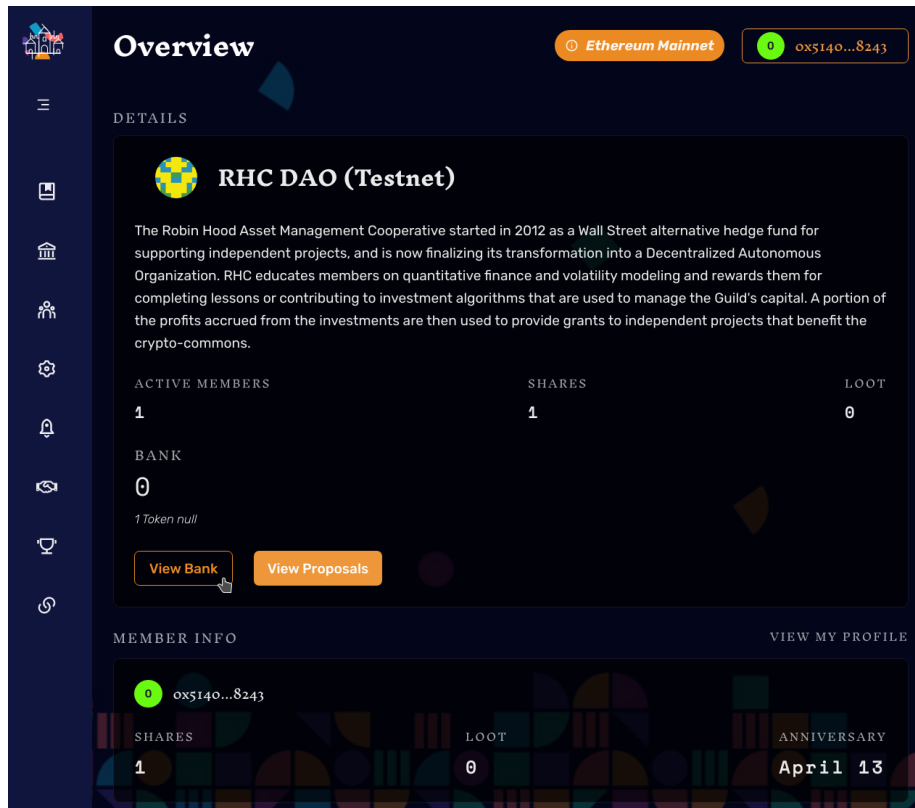 Overview
Ethereum Mainnet
0 0x5140...8243
DETAILS
RHC DAO (Testnet)
The Robin Hood Asset Management Cooperative started in 2012 as a Wall Street alternative hedge fund for
supporting independent projects, and is now finalizing its transformation into a Decentralized Autonomous
Organization. RHC educates members on quantitative finance and volatility modeling and rewards them for
completing lessons or contributing to investment algorithms that are used to manage the Guild's capital. A portion of
the profits accrued from the investments are then used to provide grants to independent projects that benefit the
crypto-commons.
ACTIVE MEMBERS SHARES LOOT
1 1 0
BANK
0
1 Token null
View Bank View Proposals
MEMBER INFO VIEW MY PROFILE
0 0x5140...8243
SHARES LOOT ANNIVERSARY
1 0 April 13